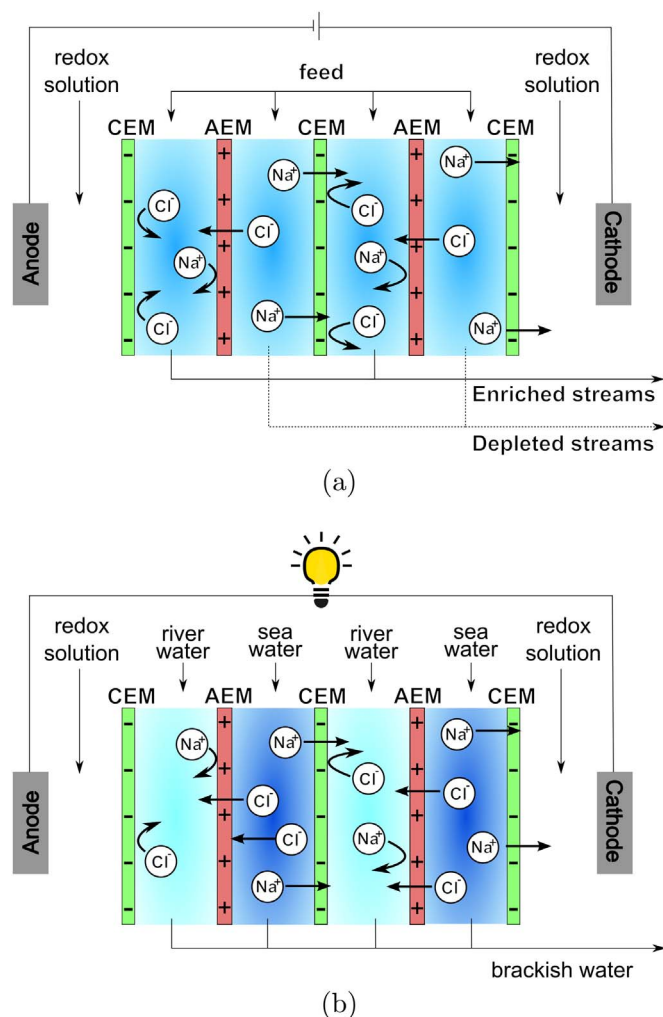 redox
solution
feed
redox
solution
CEM AEM CEM AEM CEM
Na⁺
Na⁺
Cl⁻
Cl⁻
Cl⁻
Cl⁻
Na⁺
Na⁺
Anode
Cathode
Na⁺
Cl⁻
Cl⁻
Na⁺
Enriched streams
Depleted streams
(a)
redox
solution
river
water
sea
water
river
water
sea
water
redox
solution
CEM AEM CEM AEM CEM
Na⁺
Na⁺
Na⁺
Cl⁻
Cl⁻
Cl⁻
Anode
Cathode
Cl⁻
Na⁺
Na⁺
Cl⁻
Na⁺
Cl⁻
brackish water
(b)